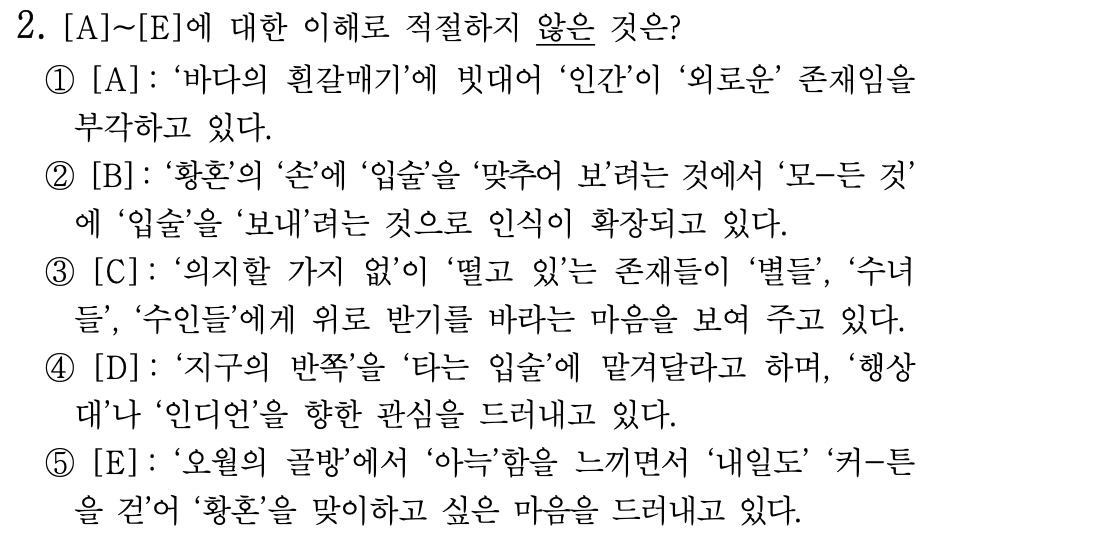 2. [A]~[E]에 대한 이해로 적절하지 않은 것은?
① [A]: ‘바다의 흰갈매기’에 빗대어 ‘인간’이 ‘외로운’ 존재임을
부각하고 있다.
② [B]: ‘황혼’의 ‘손’에 ‘입술’을 ‘맞추어 보’려는 것에서 ‘모-든 것’
에 ‘입술’을 ‘보내’려는 것으로 인식이 확장되고 있다.
③ [C]: ‘의지할 가지 없’이 ‘떨고 있’는 존재들이 ‘별들’, ‘수녀
들’, ‘수인들’에게 위로 받기를 바라는 마음을 보여 주고 있다.
④ [D]: ‘지구의 반쪽’을 ‘타는 입술’에 맡겨달라고 하며, ‘행상
대’나 ‘인디언’을 향한 관심을 드러내고 있다.
⑤ [E]: ‘오월의 골방’에서 ‘아늑’함을 느끼면서 ‘내일도’ ‘커-튼
을 걷’어 ‘황혼’을 맞이하고 싶은 마음을 드러내고 있다.